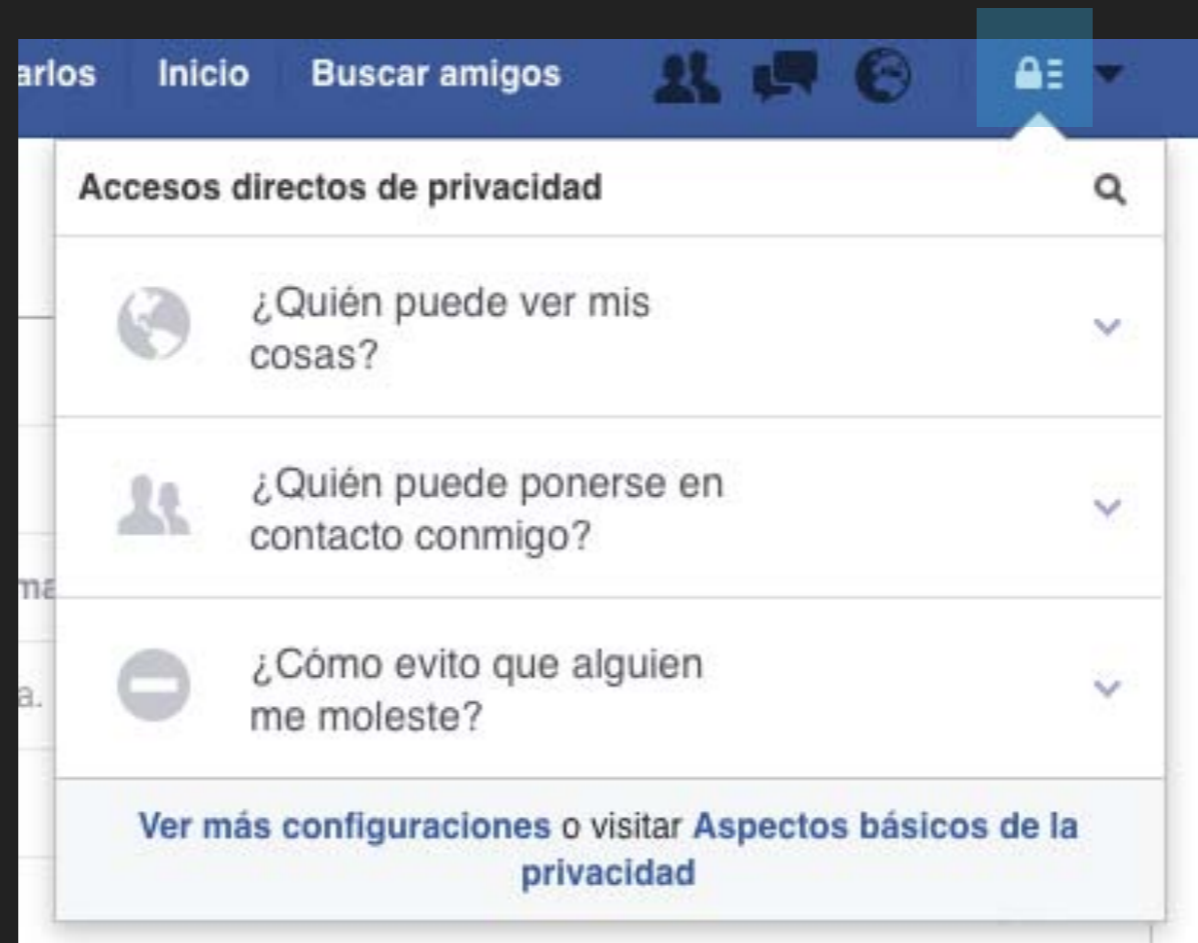 arlos Inicio Buscar amigos
Accesos directos de privacidad
¿Quién puede ver mis
cosas?
¿Quién puede ponerse en
contacto conmigo?
ma
¿Cómo evito que alguien
a.
me moleste?
Ver más configuraciones o visitar Aspectos básicos de la
privacidad